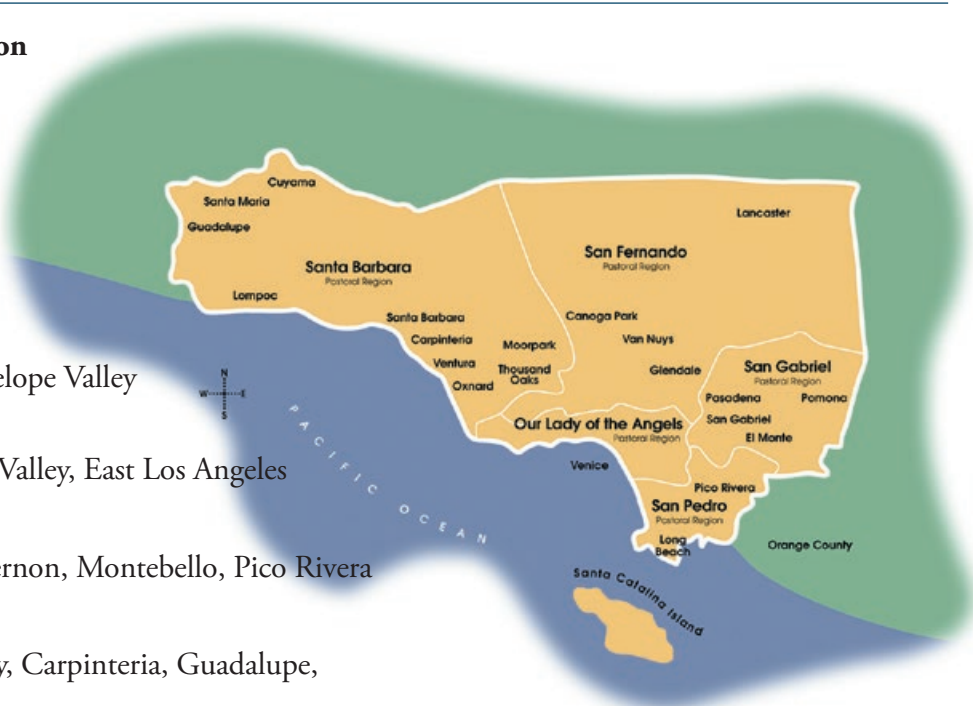 on
Cuyama
Santa Maria
Guadalupe
Lompoc
Santa Barbara
Pastoral Region
Santa Barbara
Carpinteria
Ventura
Oxnard
Moorpark
Thousand
Oaks
Lancaster
San Fernando
Pastoral Region
Canoga Park
Van Nuys
Glendale
San Gabriel
Pastoral Region
Pasadena
Pomona
San Gabriel
El Monte
Our Lady of the Angels
Pastoral Region
Venice
Pico Rivera
San Pedro
Pastoral Region
Long
Beach
Orange County
Santa Catalina Island
PACIFIC OCEAN
N
W
E
S
elope Valley
Valley, East Los Angeles
ernon, Montebello, Pico Rivera
y, Carpinteria, Guadalupe,